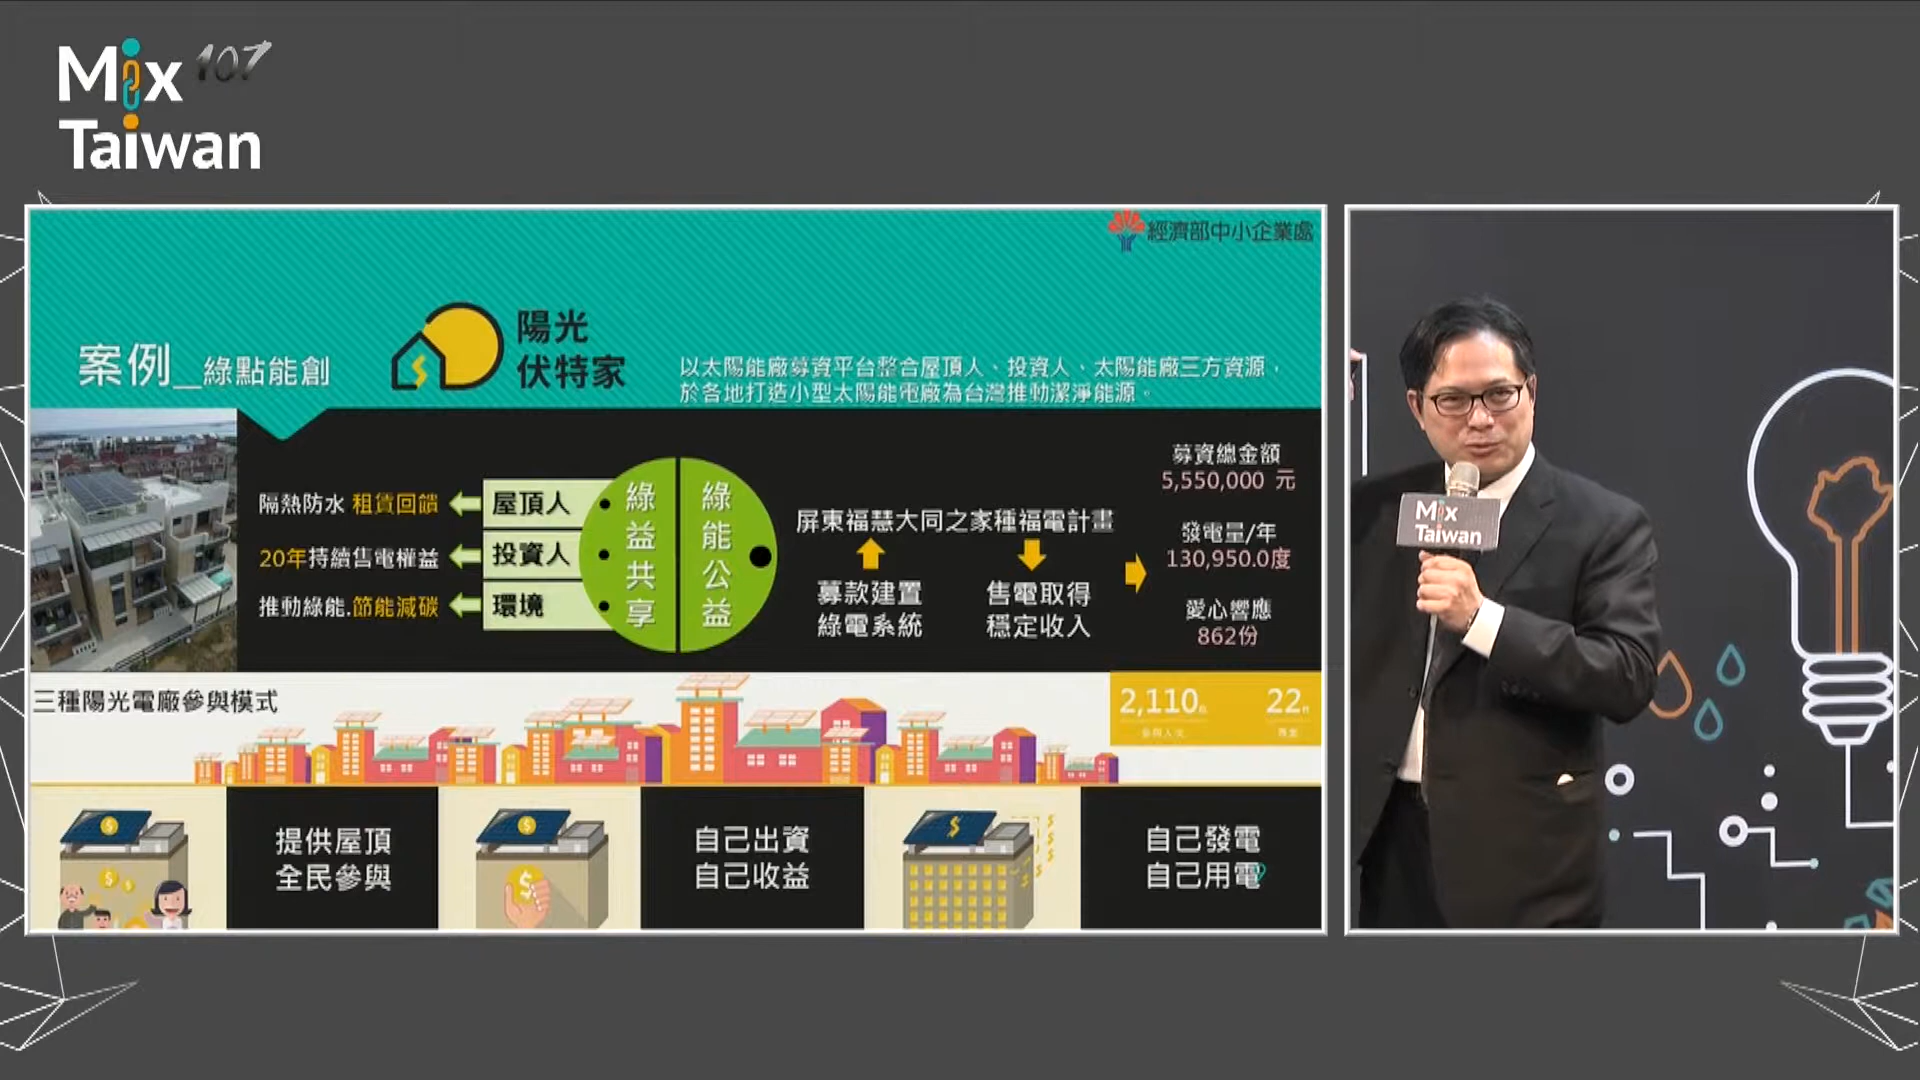 Mix 107
Taiwan
經濟部中小企業處
案例_綠點能創
陽光
伏特家
以太陽能廠募資平台整合屋頂人、投資人、太陽能廠三方資源，
於各地打造小型太陽能電廠為台灣推動潔淨能源。
隔熱防水 租賃回饋
屋頂人
20年持續售電權益
投資人
推動綠能.節能減碳
環境
綠益共享
綠能公益
屏東福慧大同之家種福電計畫
募款建置
綠電系統
售電取得
穩定收入
募資總金額
5,550,000 元
發電量/年
130,950.0度
愛心響應
862份
三種陽光電廠參與模式
2,110
22
提供屋頂
全民參與
自己出資
自己收益
自己發電
自己用電
Mix
Taiwan